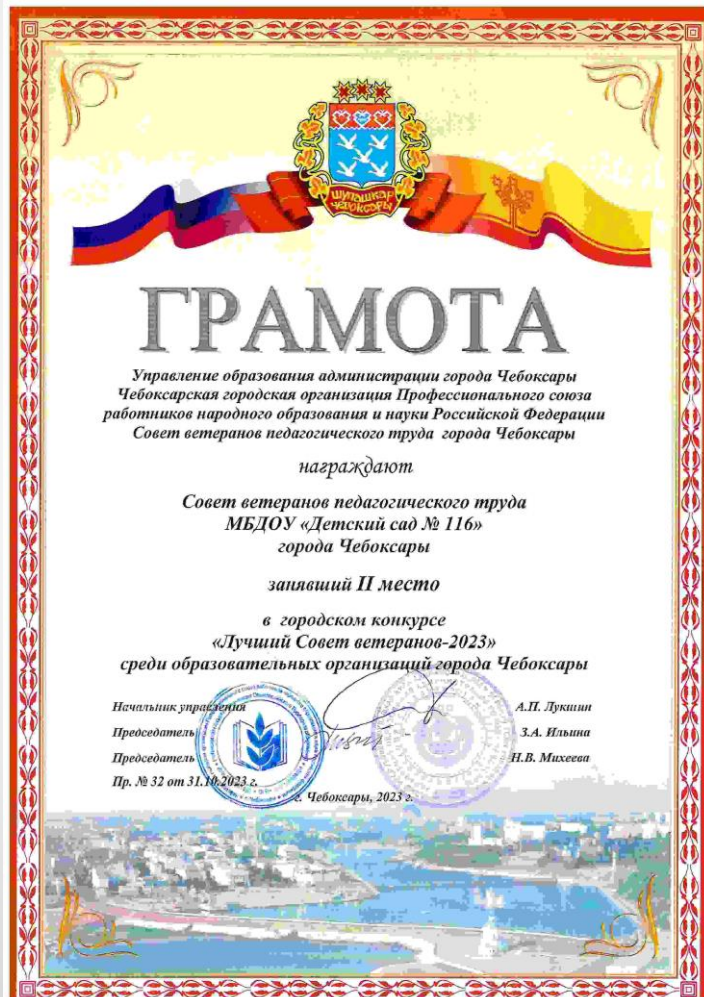 ШУПАШКАР
ЧЕБОКСАРЫ
ГРАМОТА
Управление образования администрации города Чебоксары
Чебоксарская городская организация Профессионального союза
работников народного образования и науки Российской Федерации
Совет ветеранов педагогического труда города Чебоксары
награждают
Совет ветеранов педагогического труда
МБДОУ «Детский сад № 116»
города Чебоксары
занявший II место
в городском конкурсе
«Лучший Совет ветеранов-2023»
среди образовательных организаций города Чебоксары
Начальник управления А.П. Лукшин
Председатель З.А. Ильина
Председатель Н.В. Михеева
Пр. № 32 от 31.10.2023 г.
г. Чебоксары, 2023 г.